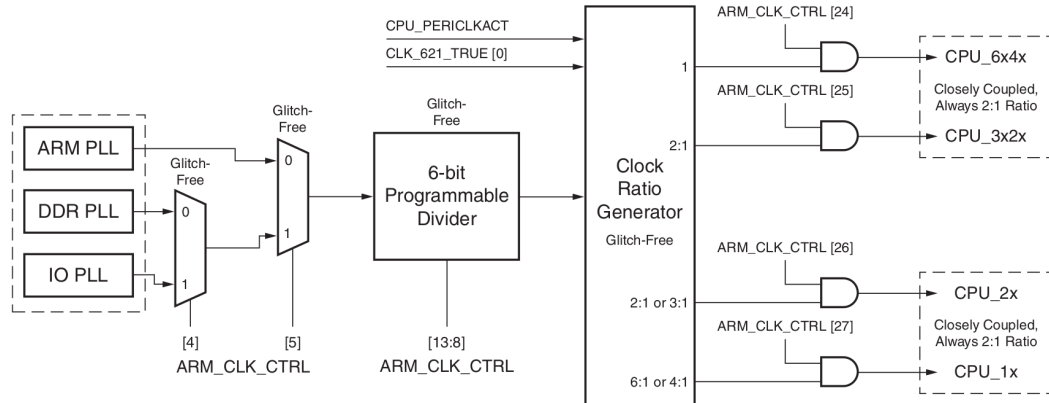 CPU_PERICLKACT
CLK_621_TRUE [0]
ARM PLL
DDR PLL
IO PLL
Glitch-
Free
0
1
Glitch-
Free
0
1
[4]
[5]
ARM_CLK_CTRL
Glitch-
Free
6-bit
Programmable
Divider
[13:8]
ARM_CLK_CTRL
Clock
Ratio
Generator
Glitch-Free
1
2:1
2:1 or 3:1
6:1 or 4:1
ARM_CLK_CTRL [24]
ARM_CLK_CTRL [25]
ARM_CLK_CTRL [26]
ARM_CLK_CTRL [27]
CPU_6x4x
Closely Coupled,
Always 2:1 Ratio
CPU_3x2x
CPU_2x
Closely Coupled,
Always 2:1 Ratio
CPU_1x